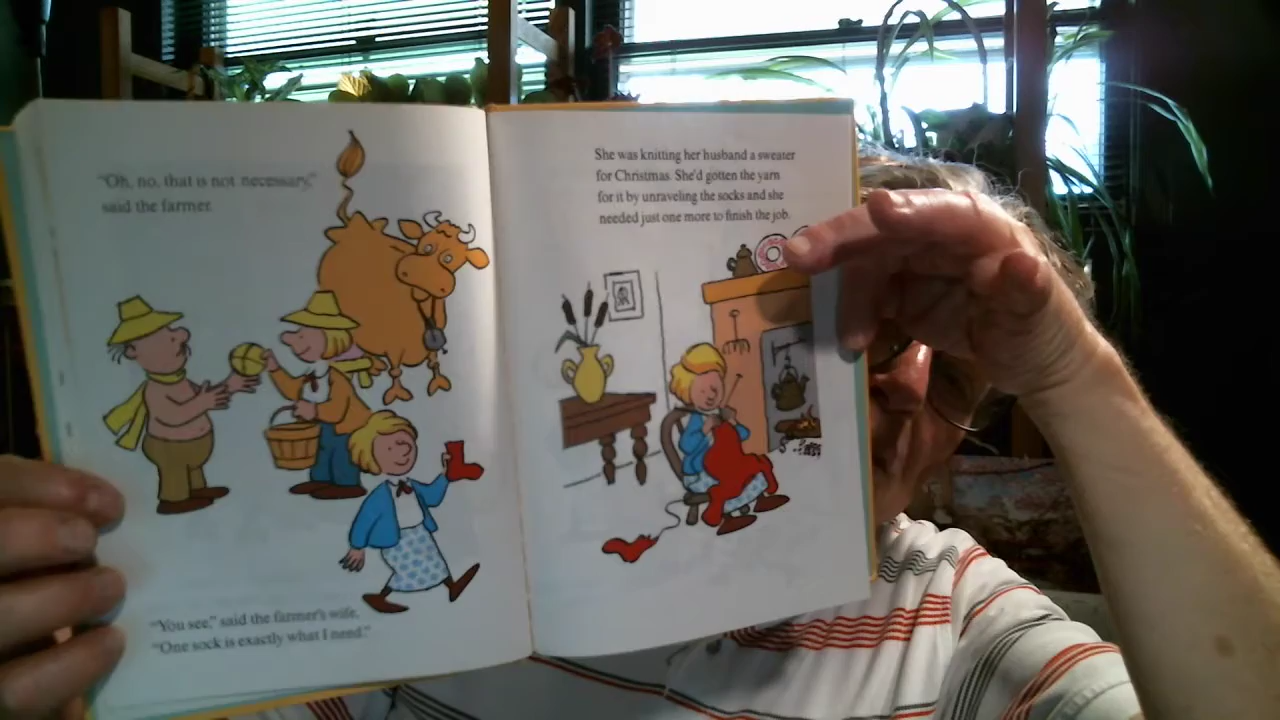 "Oh, no, that is not necessary,"
said the farmer.
"You see," said the farmer's wife.
"One sock is exactly what I need."
She was knitting her husband a sweater
for Christmas. She'd gotten the yarn
for it by unraveling the socks and she
needed just one more to finish the job.